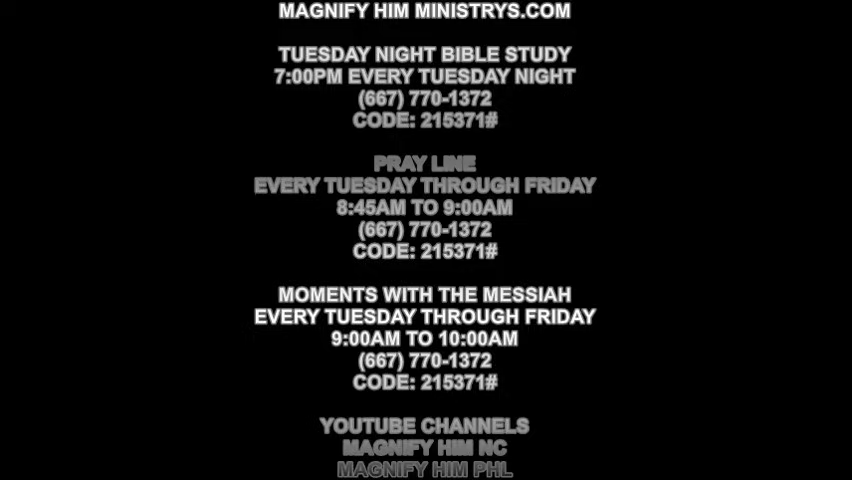 MAGNIFY HIM MINISTRYS.COM
TUESDAY NIGHT BIBLE STUDY
7:00PM EVERY TUESDAY NIGHT
(667) 770-1372
CODE: 215371#
PRAY LINE
EVERY TUESDAY THROUGH FRIDAY
8:45AM TO 9:00AM
(667) 770-1372
CODE: 215371#
MOMENTS WITH THE MESSIAH
EVERY TUESDAY THROUGH FRIDAY
9:00AM TO 10:00AM
(667) 770-1372
CODE: 215371#
YOUTUBE CHANNELS
MAGNIFY HIM NC
MAGNIFY HIM PHL